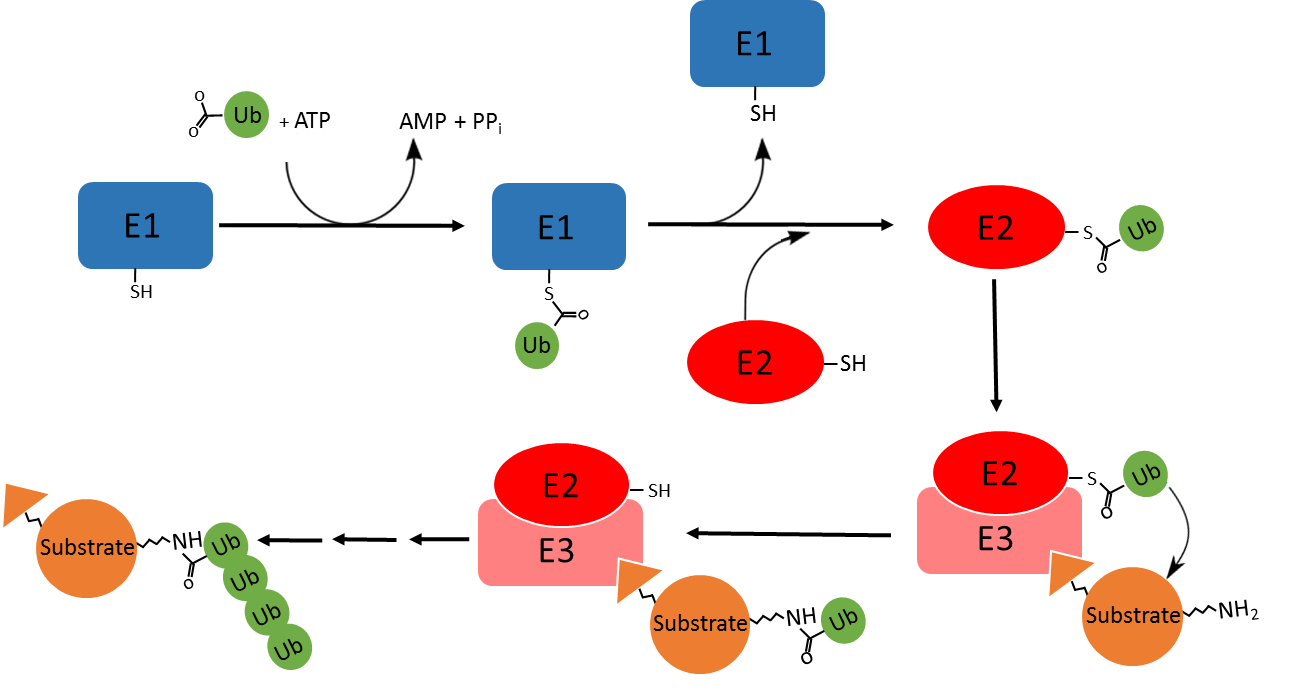 E1
SH
O
O
Ub
+ ATP
AMP + PPi
E1
S
O
Ub
E1
SH
E2
SH
E2
S
O
Ub
E2
S
O
Ub
E3
Substrate
NH2
E2
SH
E3
Substrate
NH
O
Ub
Substrate
NH
O
Ub
Ub
Ub
Ub